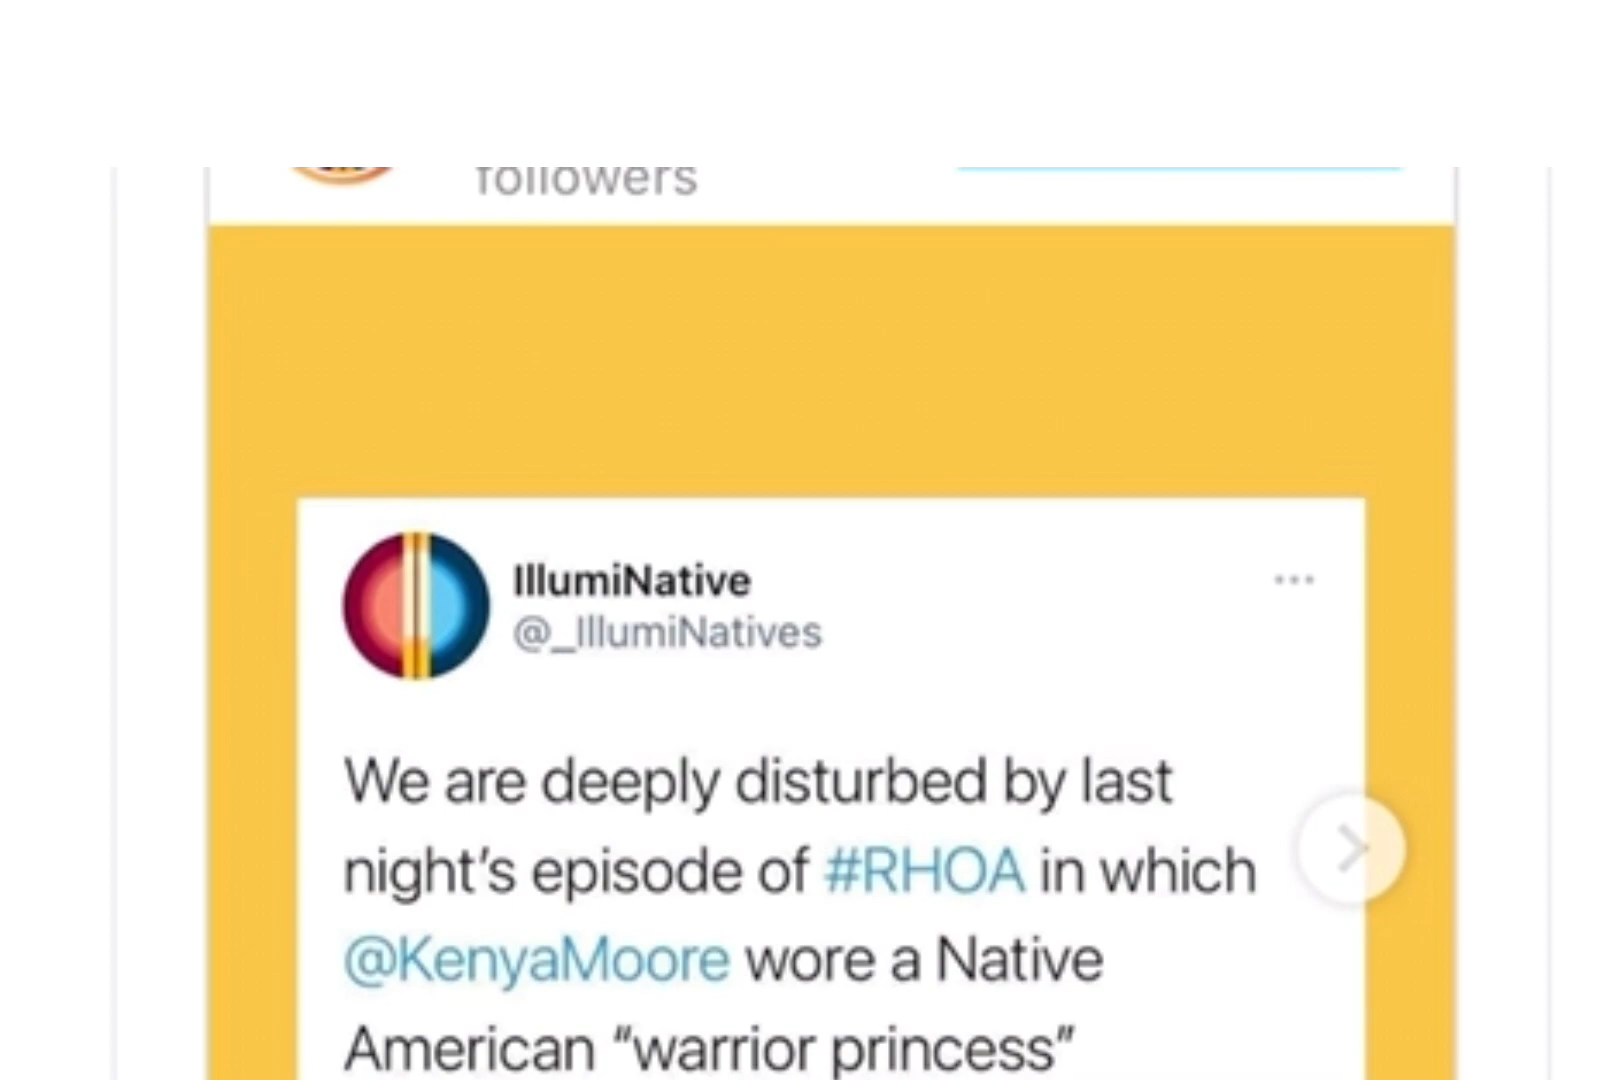 followers
IllumiNative
@_IllumiNatives
We are deeply disturbed by last
night’s episode of #RHOA in which
@KenyaMoore wore a Native
American “warrior princess”